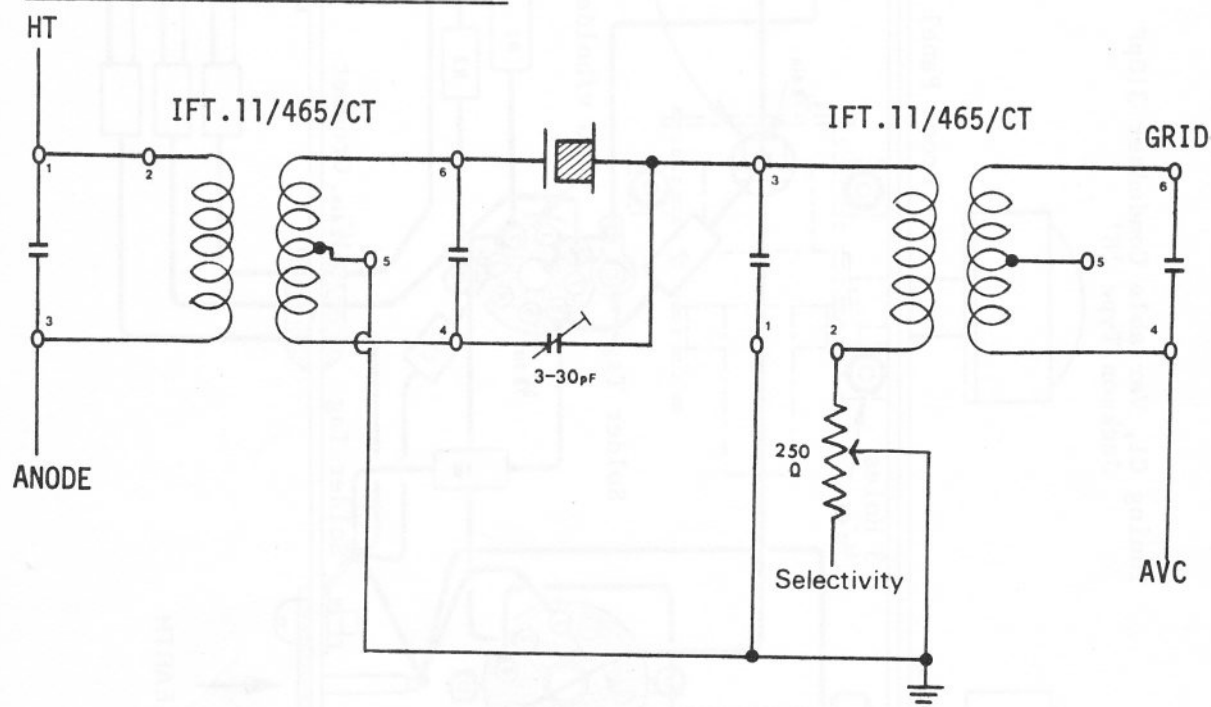 HT
IFT.11/465/CT
IFT.11/465/CT
GRID
1
2
6
3
6
5
5
3
4
1
2
4
3-30pF
250
Ω
ANODE
Selectivity
AVC